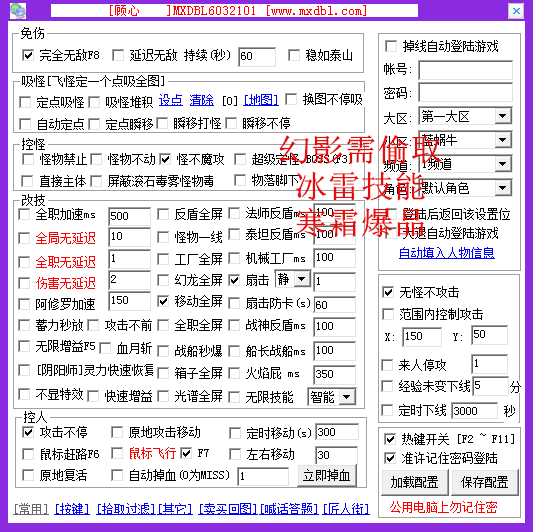 [顾心 ]MXDBL6032101 [www.mxdbl.com]
免伤
完全无敌F8 延迟无敌 持续(秒) 60 稳如泰山
吸怪[飞怪定一个点吸全图]
定点吸怪 吸怪堆积 设点 清除 [0] [地图] 换图不停吸
自动定点 定点瞬移 瞬移打怪 瞬移不停
控怪
怪物禁止 怪物不动 怪不魔攻 超级定怪 BOSS(F3)
直接主体 屏蔽滚石毒雾怪物毒 物落脚下
改技
全职加速ms 500 反盾全屏 法师反盾ms 100
全局无延迟 10 怪物一线 泰坦反盾ms 100
全职无延迟 1 工厂全屏 机械工厂ms 100
伤害无延迟 2 幻龙全屏 扇击 静 1
阿修罗加速 150 移动全屏 扇击防卡(s) 60
蓄力秒放 攻击不前 全职全屏 战神反盾ms 100
无限增益F5 血月斩 战船秒爆 船长战船ms 100
[阴阳师]灵力快速恢复 箱子全屏 火焰屁 ms 350
不显特效 快速增益 光谱全屏 无限技能 智能
控人
攻击不停 原地攻击移动 定时移动(s) 300
鼠标赶路F6 鼠标飞行 F7 左右移动 30
原地复活 自动掉血(0为MISS) 1 立即掉血
[常用] [按键] [拾取过滤] [其它] [卖买回图] [喊话答题] [匠人街]
幻影需偷取
冰雷技能
寒霜爆品
掉线自动登陆游戏
帐号:
密码:
大区: 第一大区
蓝蜗牛
频道: 1频道
角色: 默认角色
登陆后返回该设置位
失败自动登陆游戏
自动填入人物信息
无怪不攻击
范围内控制攻击
X: 150 Y: 50
来人停攻 1
经验未变下线 5 分
定时下线 3000 秒
热键开关 [F2 ~ F11]
准许记住密码登陆
加载配置 保存配置
公用电脑上勿记住密